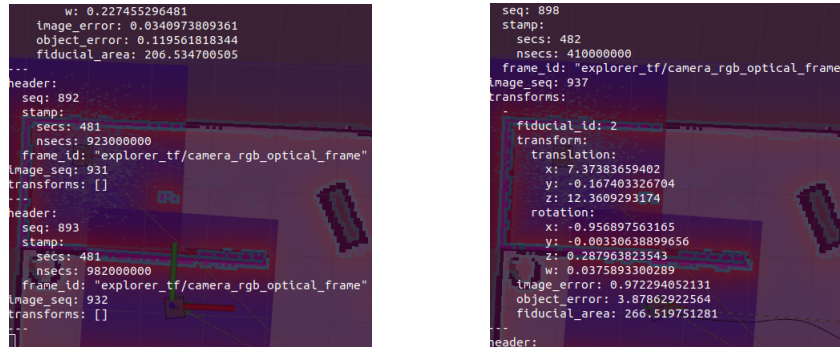 w: 0.227455296481
image_error: 0.0340973809361
object_error: 0.119561818344
fiducial_area: 206.534700505
---
header:
seq: 892
stamp:
secs: 481
nsecs: 923000000
frame_id: "explorer_tf/camera_rgb_optical_frame"
image_seq: 931
transforms: []
---
header:
seq: 893
stamp:
secs: 481
nsecs: 982000000
frame_id: "explorer_tf/camera_rgb_optical_frame"
image_seq: 932
transforms: []
---
seq: 898
stamp:
secs: 482
nsecs: 410000000
frame_id: "explorer_tf/camera_rgb_optical_frame
image_seq: 937
transforms:
-
fiducial_id: 2
transform:
translation:
x: 7.37383659402
y: -0.167403326704
z: 12.3609293174
rotation:
x: -0.956897563165
y: -0.00330638899656
z: 0.287963823543
w: 0.0375893300289
image_error: 0.972294052131
object_error: 3.87862922564
fiducial_area: 266.519751281
---
header: